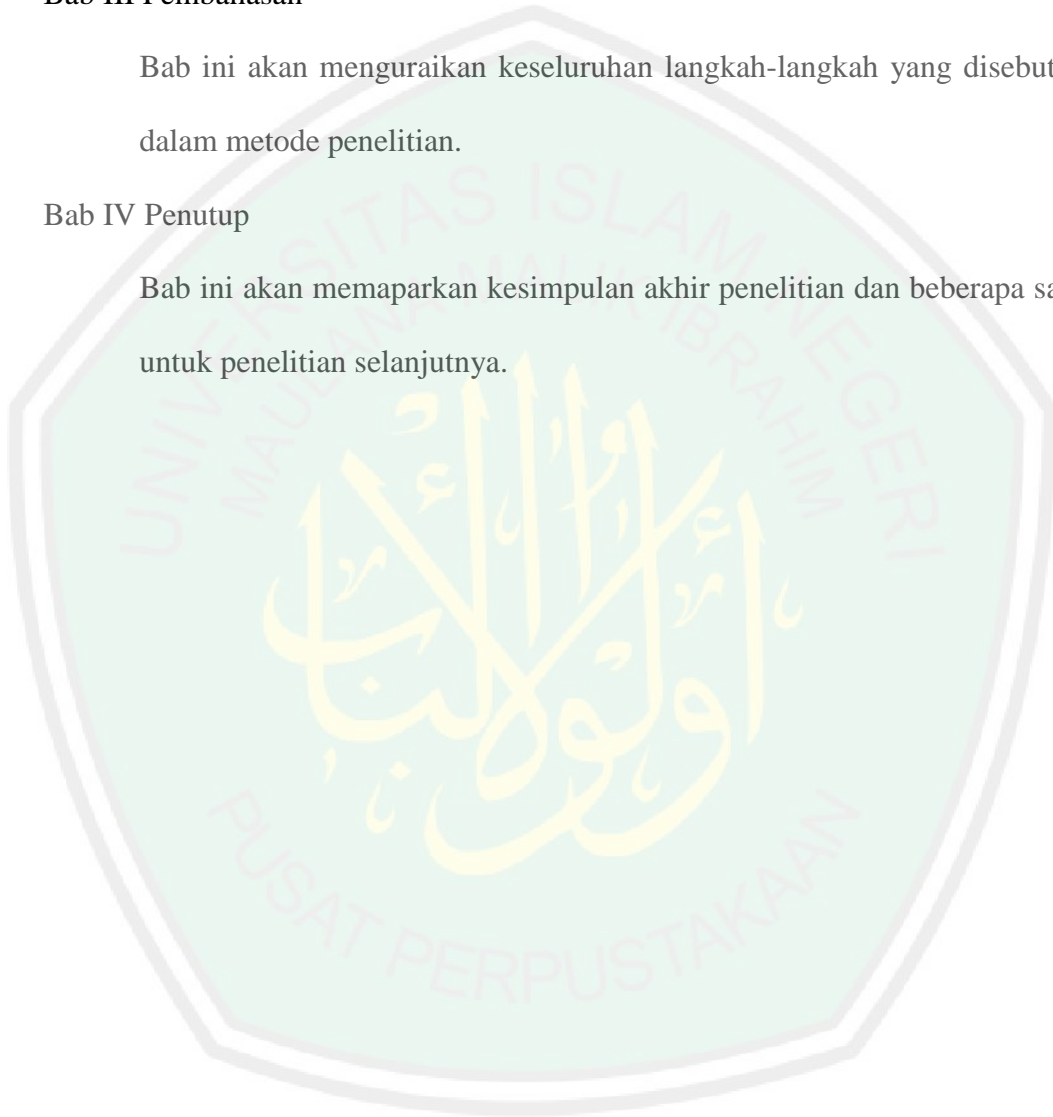 Bab III Pembahasan
Bab ini akan menguraikan keseluruhan langkah-langkah yang disebut
dalam metode penelitian.
Bab IV Penutup
Bab ini akan memaparkan kesimpulan akhir penelitian dan beberapa sa
untuk penelitian selanjutnya.
UNIVERSITAS ISLAM NEGERI
MAULANA MALIK IBRAHIM
أولوا الألباب
PUSAT PERPUSTAKAAN